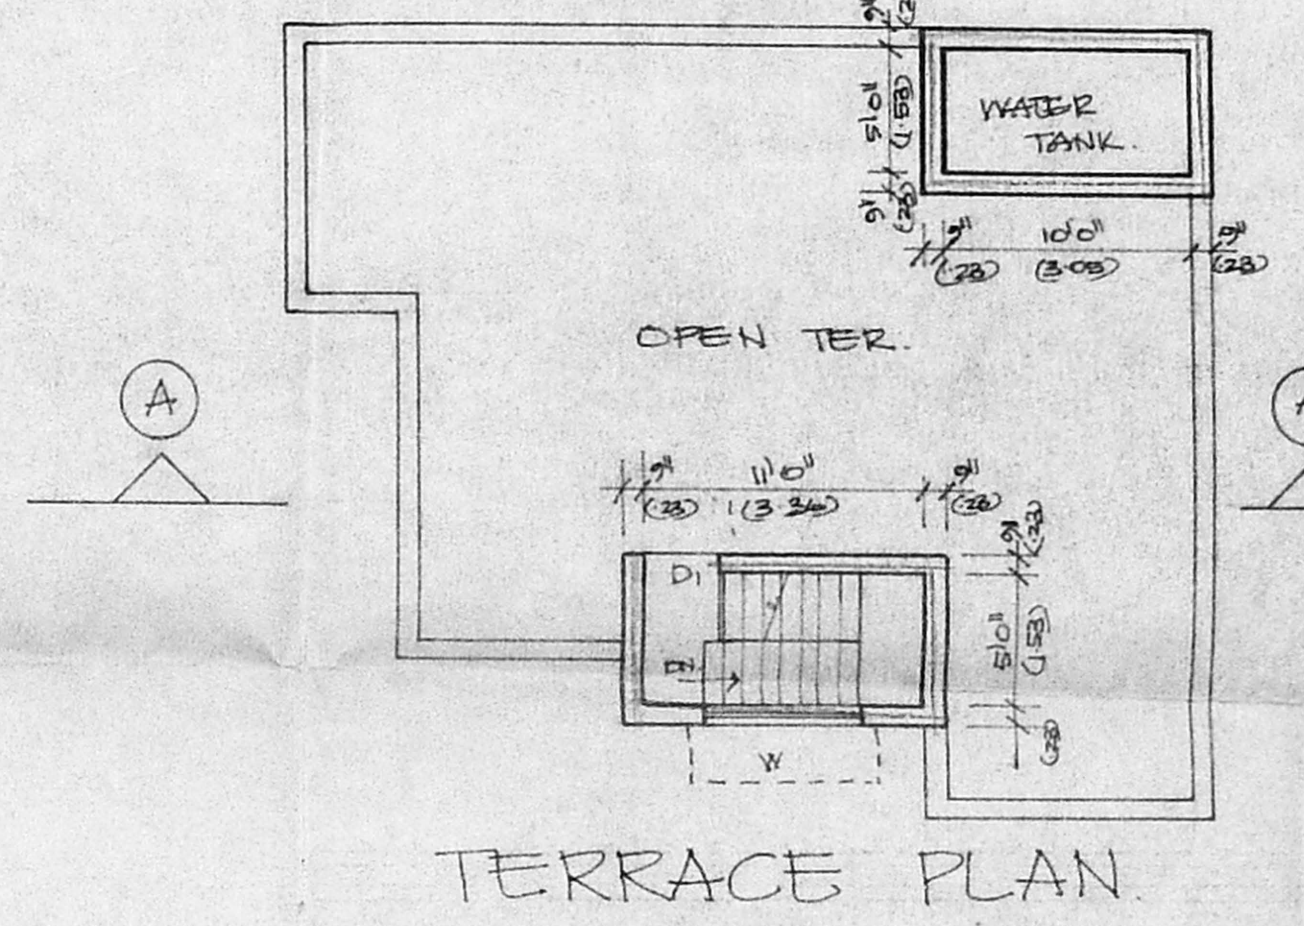 9"
5'0"
(1.53)
9"
(.23)
WATER
TANK.
9"
(.23)
10'0"
(3.05)
9"
(.23)
OPEN TER.
A
9"
(.23)
11'0"
(3.36)
9"
(.23)
9"
(.23)
D1
5'0"
(1.53)
DN.
(.23)
W
TERRACE PLAN.